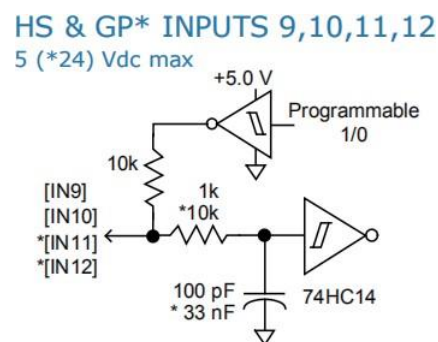 HS & GP* INPUTS 9,10,11,12
5 (*24) Vdc max
+5.0 V
Programmable
1/0
10k
1k
*10k
[IN9]
[IN10]
*[IN11]
*[IN12]
100 pF
* 33 nF
74HC14